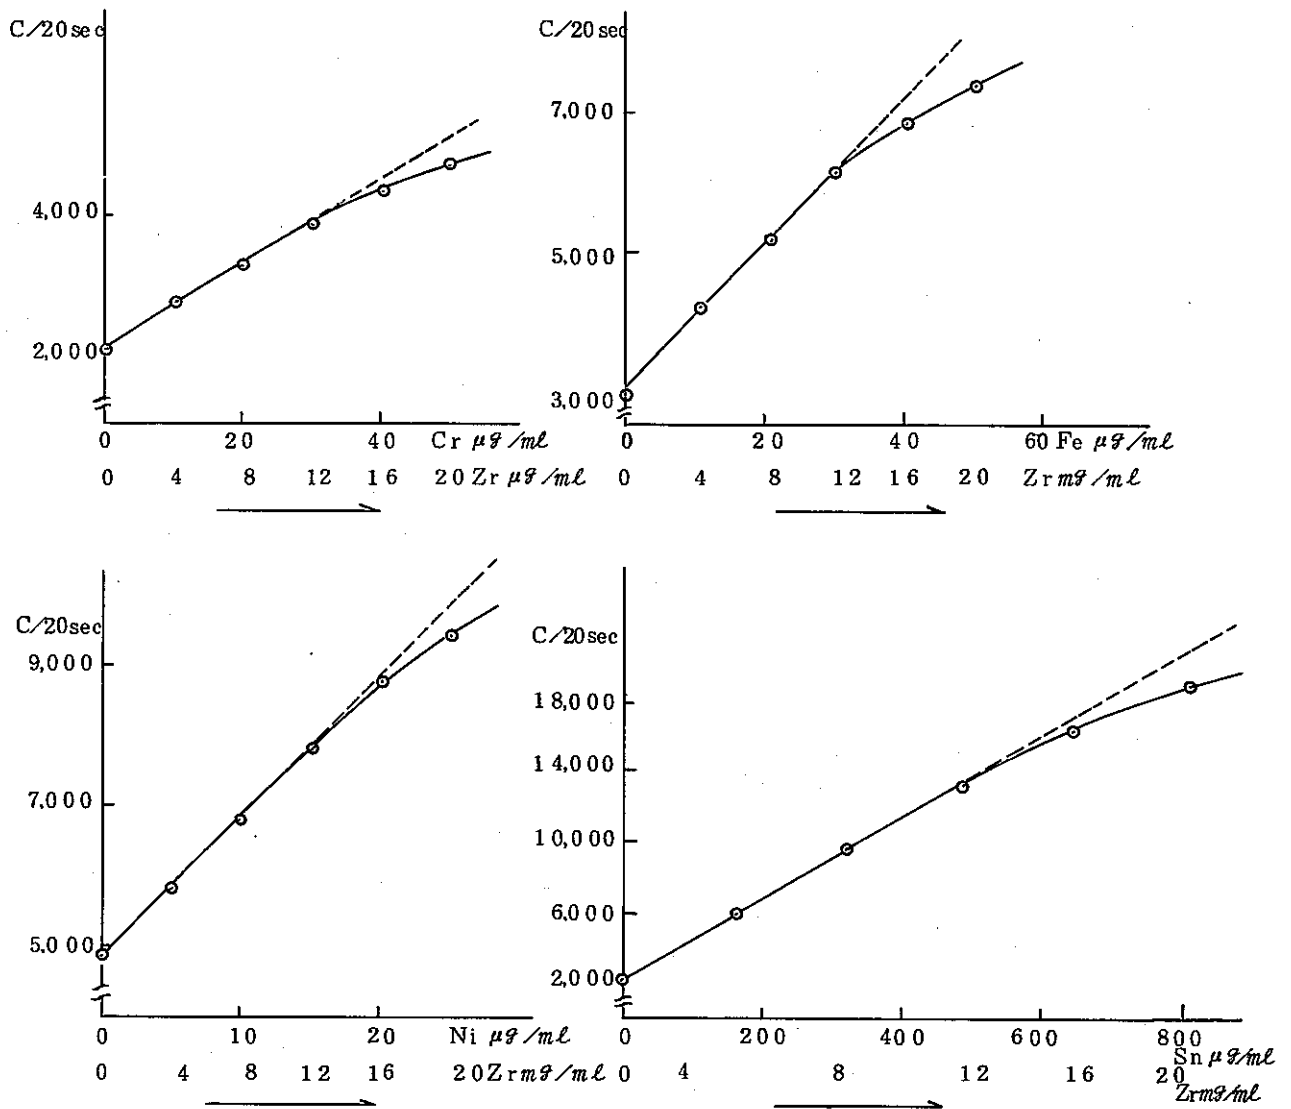 C/20sec
4,000
2,000
0 20 40 Cr μg/ml
0 4 8 12 16 20 Zr μg/ml
C/20sec
7,000
5,000
3,000
0 20 40 60 Fe μg/ml
0 4 8 12 16 20 Zr mg/ml
C/20sec
9,000
7,000
5,000
0 10 20 Ni μg/ml
0 4 8 12 16 20 Zr mg/ml
C/20sec
18,000
14,000
10,000
6,000
2,000
0 200 400 600 800
Sn μg/ml
0 4 8 12 16 20
Zr mg/ml